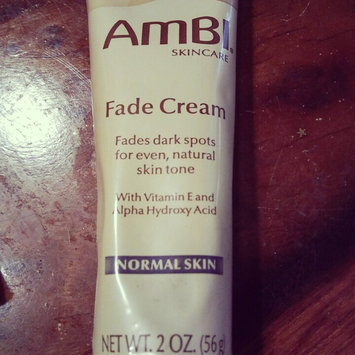 AMBI.
SKINCARE
Fade Cream
Fades dark spots
for even, natural
skin tone
With Vitamin E and
Alpha Hydroxy Acid
NORMAL SKIN
NET WT. 2 OZ. (56 g)